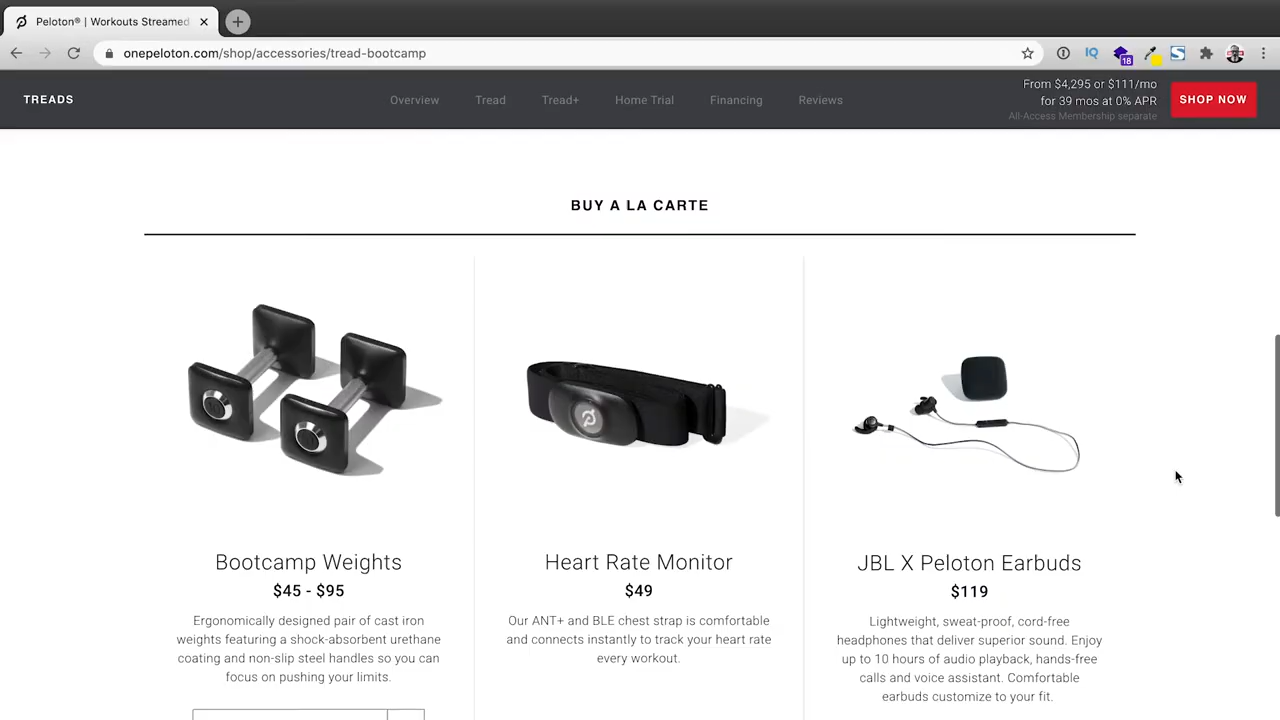 Peloton® | Workouts Streamed
onepeloton.com/shop/accessories/tread-bootcamp
IQ
18
S
TREADS
Overview
Tread
Tread+
Home Trial
Financing
Reviews
From $4,295 or $111/mo
for 39 mos at 0% APR
All-Access Membership separate
SHOP NOW
BUY A LA CARTE
Bootcamp Weights
$45 - $95
Ergonomically designed pair of cast iron
weights featuring a shock-absorbent urethane
coating and non-slip steel handles so you can
focus on pushing your limits.
Heart Rate Monitor
$49
Our ANT+ and BLE chest strap is comfortable
and connects instantly to track your heart rate
every workout.
JBL X Peloton Earbuds
$119
Lightweight, sweat-proof, cord-free
headphones that deliver superior sound. Enjoy
up to 10 hours of audio playback, hands-free
calls and voice assistant. Comfortable
earbuds customize to your fit.